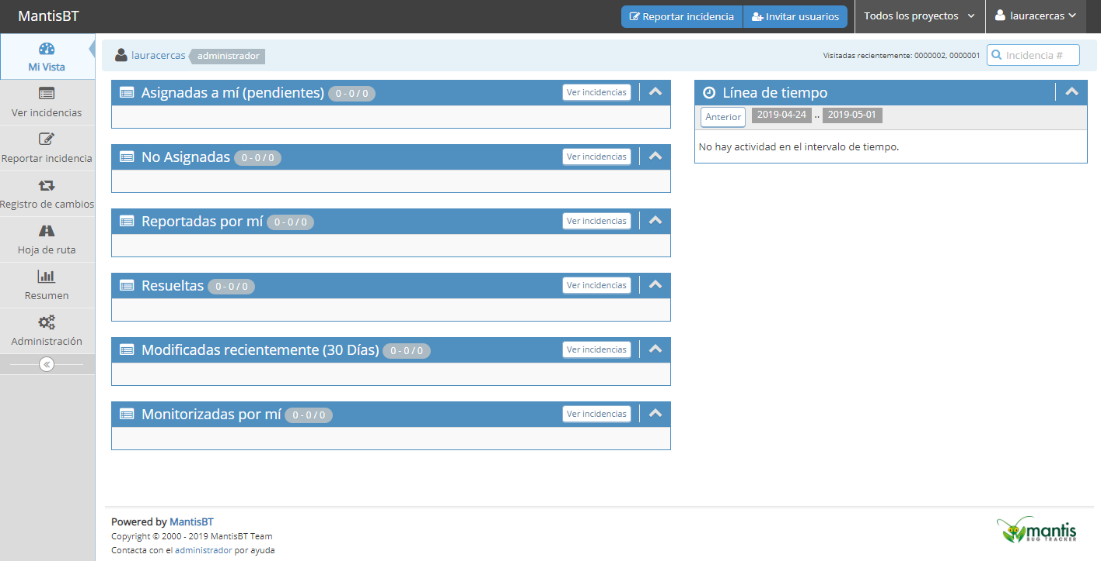 MantisBT
Reportar incidencia
Invitar usuarios
Todos los proyectos
lauracercas
Mi Vista
Ver incidencias
Reportar incidencia
Registro de cambios
Hoja de ruta
Resumen
Administración
lauracercas administrador
Visitadas recientemente: 0000002, 0000001
Incidencia #
Asignadas a mí (pendientes) 0 - 0 / 0 Ver incidencias
No Asignadas 0 - 0 / 0 Ver incidencias
Reportadas por mí 0 - 0 / 0 Ver incidencias
Resueltas 0 - 0 / 0 Ver incidencias
Modificadas recientemente (30 Días) 0 - 0 / 0 Ver incidencias
Monitorizadas por mí 0 - 0 / 0 Ver incidencias
Línea de tiempo
Anterior 2019-04-24 .. 2019-05-01
No hay actividad en el intervalo de tiempo.
Powered by MantisBT
Copyright © 2000 - 2019 MantisBT Team
Contacta con el administrador por ayuda
mantis
BUG TRACKER